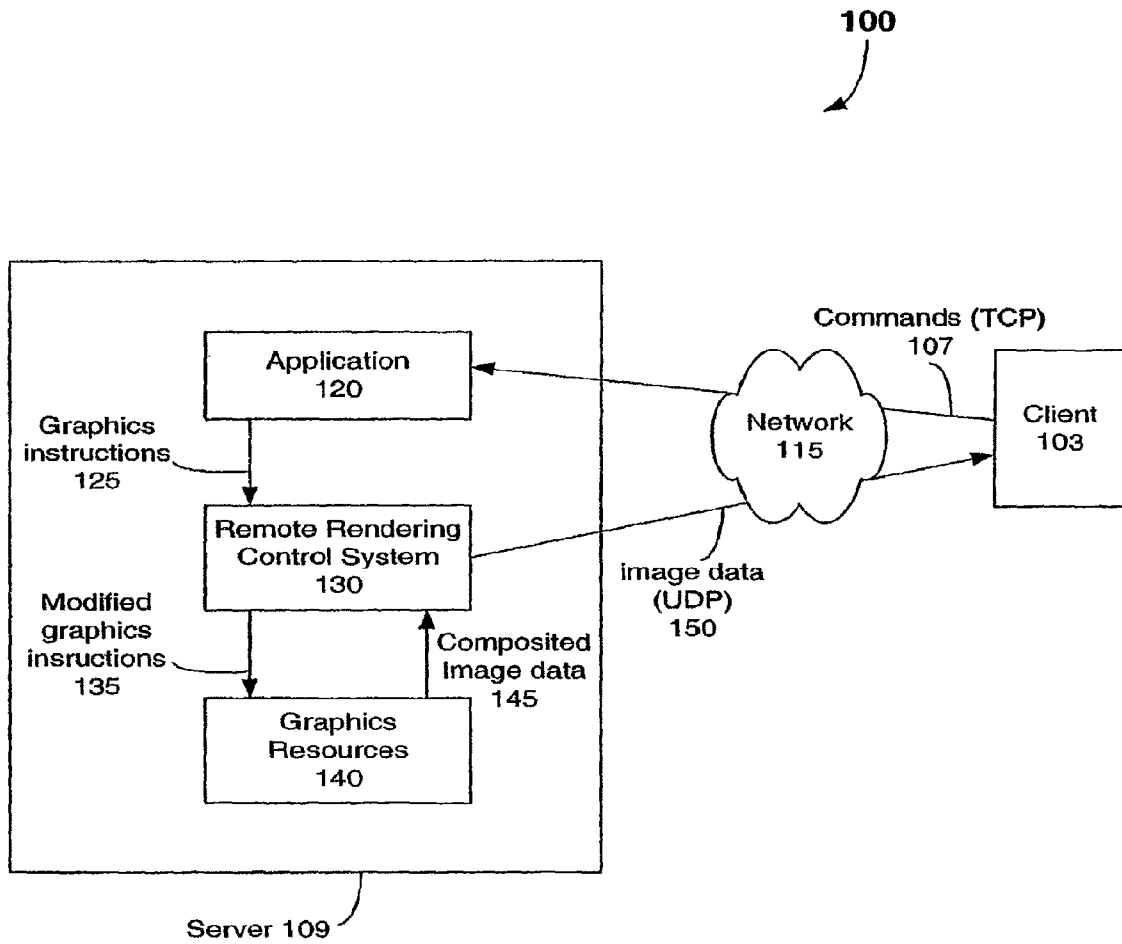 100
Commands (TCP)
107
Application
120
Network
115
Client
103
Graphics
instructions
125
Remote Rendering
Control System
130
image data
(UDP)
150
Modified
graphics
insructions
135
Composited
Image data
145
Graphics
Resources
140
Server 109